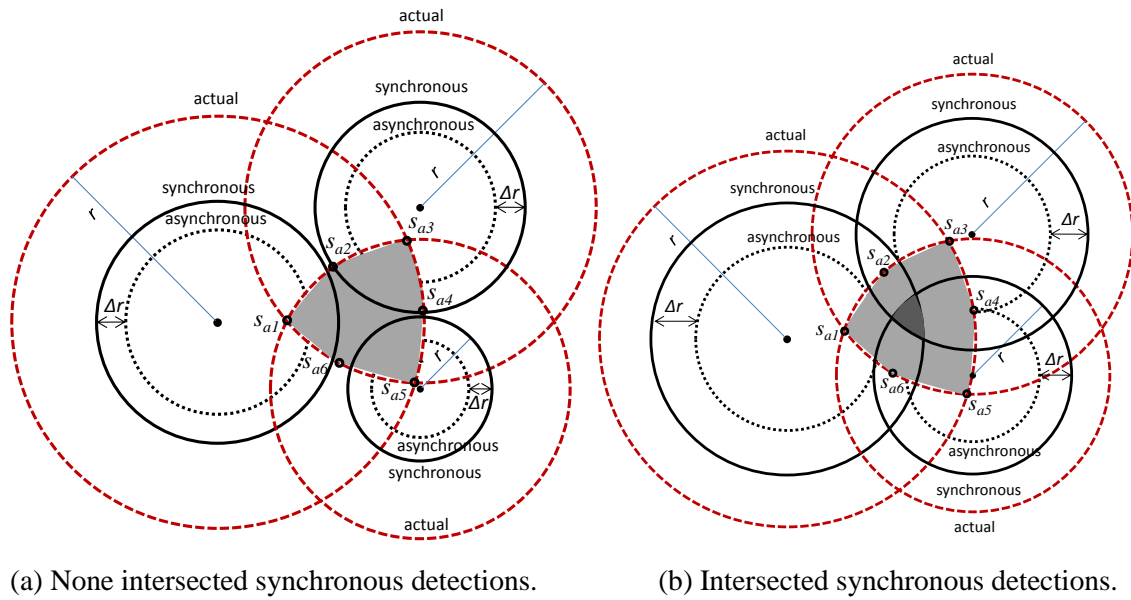 actual
actual
synchronous
asynchronous
r
Δr
synchronous
asynchronous
r
Δr
s_a3
s_a2
s_a4
s_a1
s_a6
s_a5
r
Δr
asynchronous
synchronous
actual
(a) None intersected synchronous detections.
actual
actual
synchronous
asynchronous
r
Δr
synchronous
asynchronous
r
Δr
s_a3
s_a2
s_a4
s_a1
s_a6
s_a5
r
Δr
asynchronous
synchronous
actual
(b) Intersected synchronous detections.